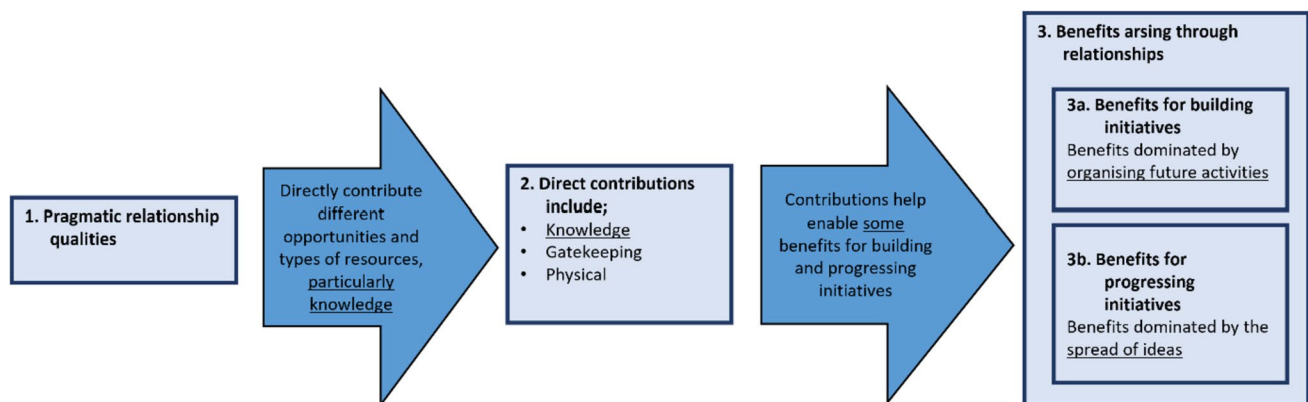 1. Pragmatic relationship
qualities
Directly contribute
different
opportunities and
types of resources,
particularly
knowledge
2. Direct contributions
include;
• Knowledge
• Gatekeeping
• Physical
Contributions help
enable some
benefits for building
and progressing
initiatives
3. Benefits arsing through
relationships
3a. Benefits for building
initiatives
Benefits dominated by
organising future activities
3b. Benefits for
progressing
initiatives
Benefits dominated by the
spread of ideas